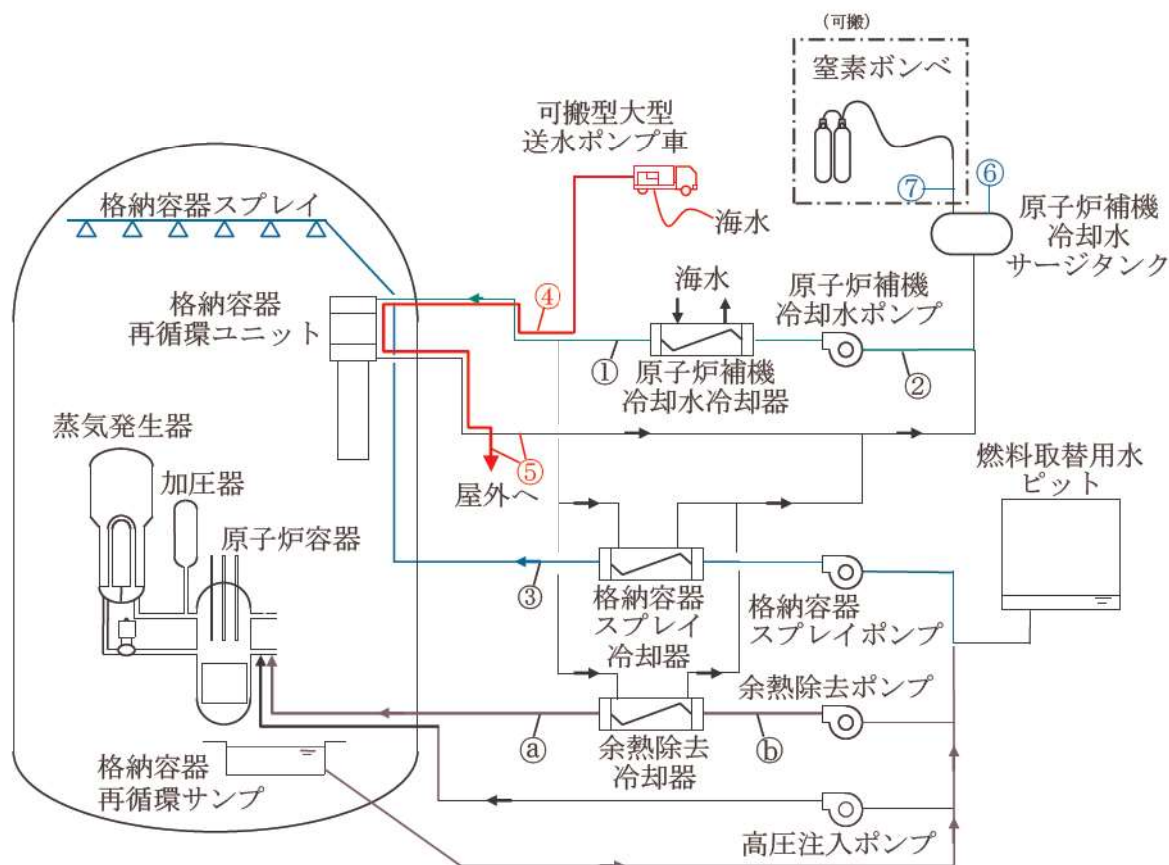 (可搬)
窒素ボンベ
可搬型大型
送水ポンプ車
海水
⑦
⑥
原子炉補機
冷却水
サージタンク
格納容器スプレイ
格納容器
再循環ユニット
④
海水
原子炉補機
冷却水ポンプ
①
原子炉補機
冷却水冷却器
②
⑤
屋外へ
蒸気発生器
加圧器
原子炉容器
燃料取替用水
ピット
③
格納容器
スプレイ
冷却器
格納容器
スプレイポンプ
余熱除去ポンプ
ⓐ
余熱除去
冷却器
ⓑ
格納容器
再循環サンプ
高圧注入ポンプ